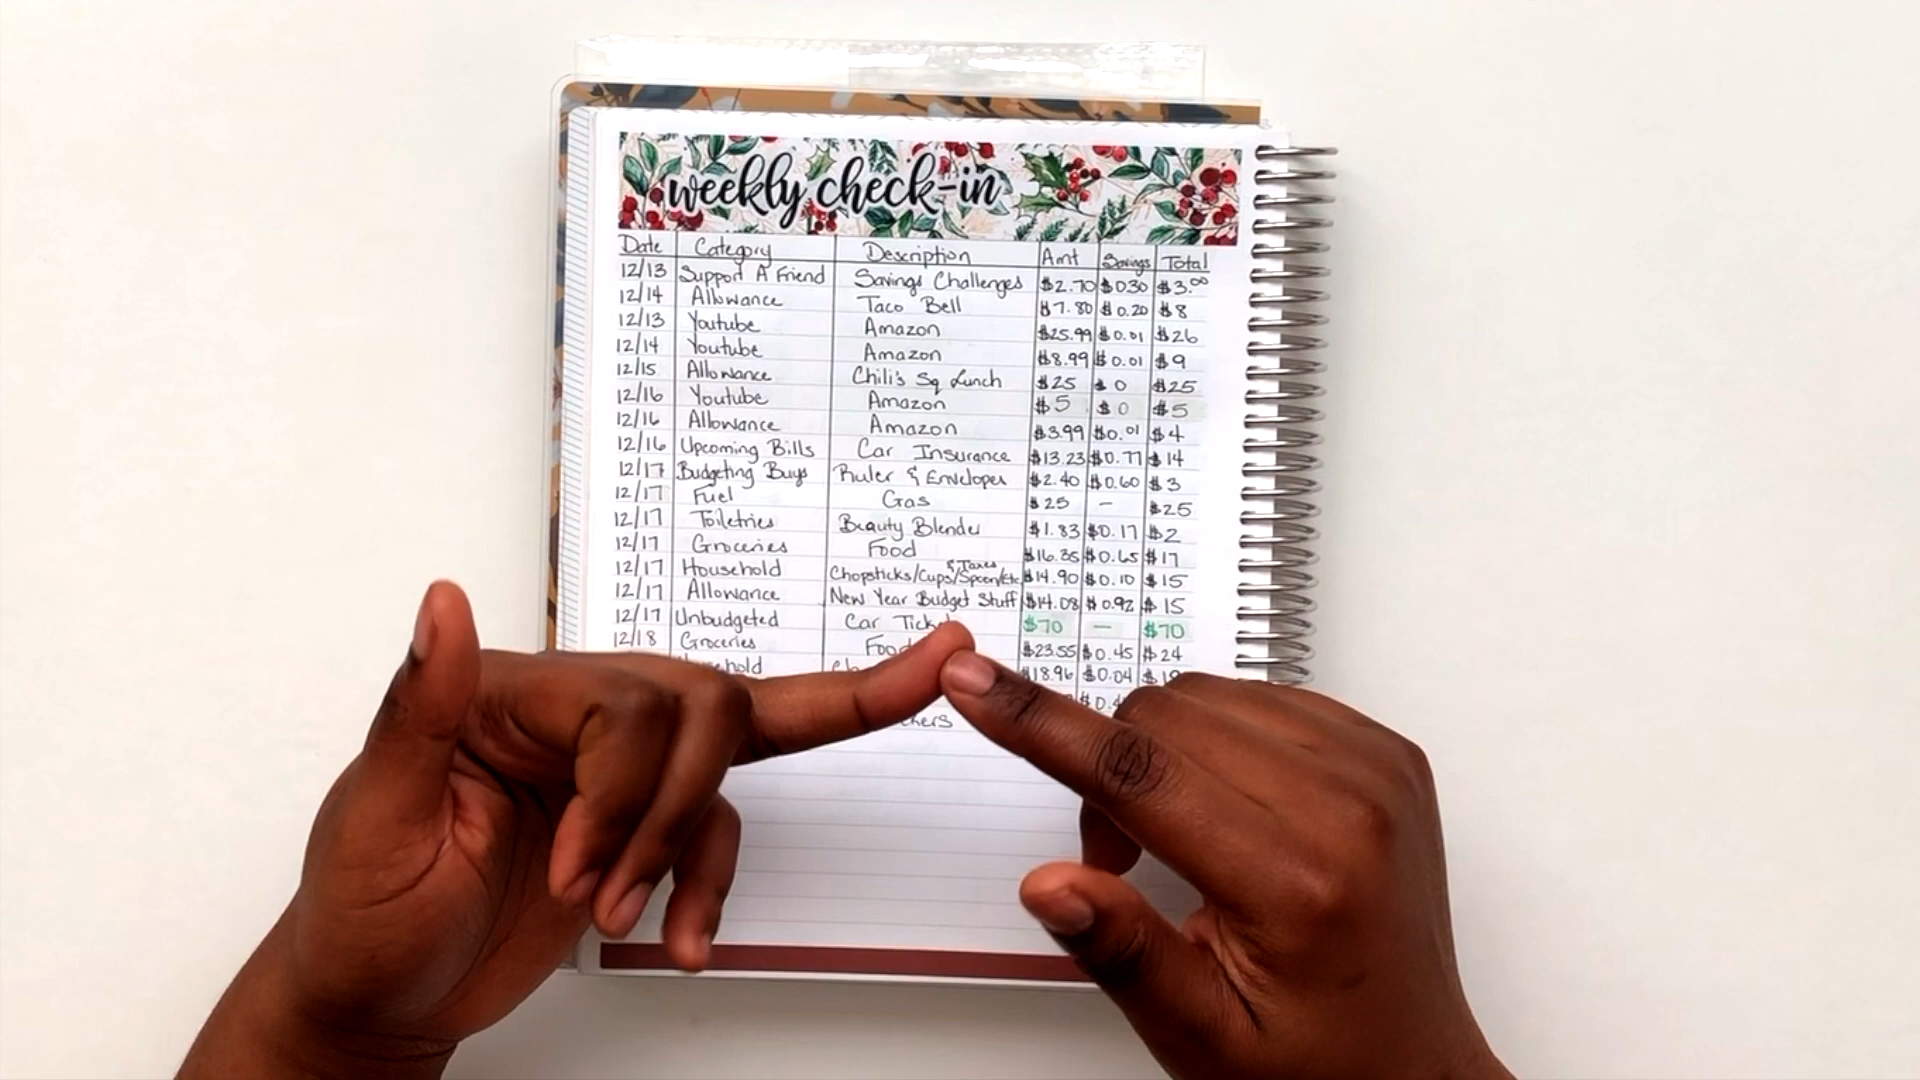 weekly check-in
Date Category Description Amt Savings Total
12/13 Support A Friend Savings Challenges $2.70 $0.30 $3.00
12/14 Allowance Taco Bell $7.80 $0.20 $8
12/13 Youtube Amazon $25.99 $0.01 $26
12/14 Youtube Amazon $8.99 $0.01 $9
12/15 Allowance Chili's Sq Lunch $25 $0 $25
12/16 Youtube Amazon $5 $0 $5
12/16 Allowance Amazon $3.99 $0.01 $4
12/16 Upcoming Bills Car Insurance $13.23 $0.77 $14
12/17 Budgeting Buys Ruler & Envelopes $2.40 $0.60 $3
12/17 Fuel Gas $25 — $25
12/17 Toiletries Beauty Blender $1.83 $0.17 $2
12/17 Groceries Food $16.35 $0.65 $17
12/17 Household Chopsticks/Cups/Spoon/Etc & Taxes $14.90 $0.10 $15
12/17 Allowance New Year Budget Stuff $14.08 $0.92 $15
12/17 Unbudgeted Car $70 — $70
12/18 Groceries $23.55 $0.45 $24
$18.96 $0.04